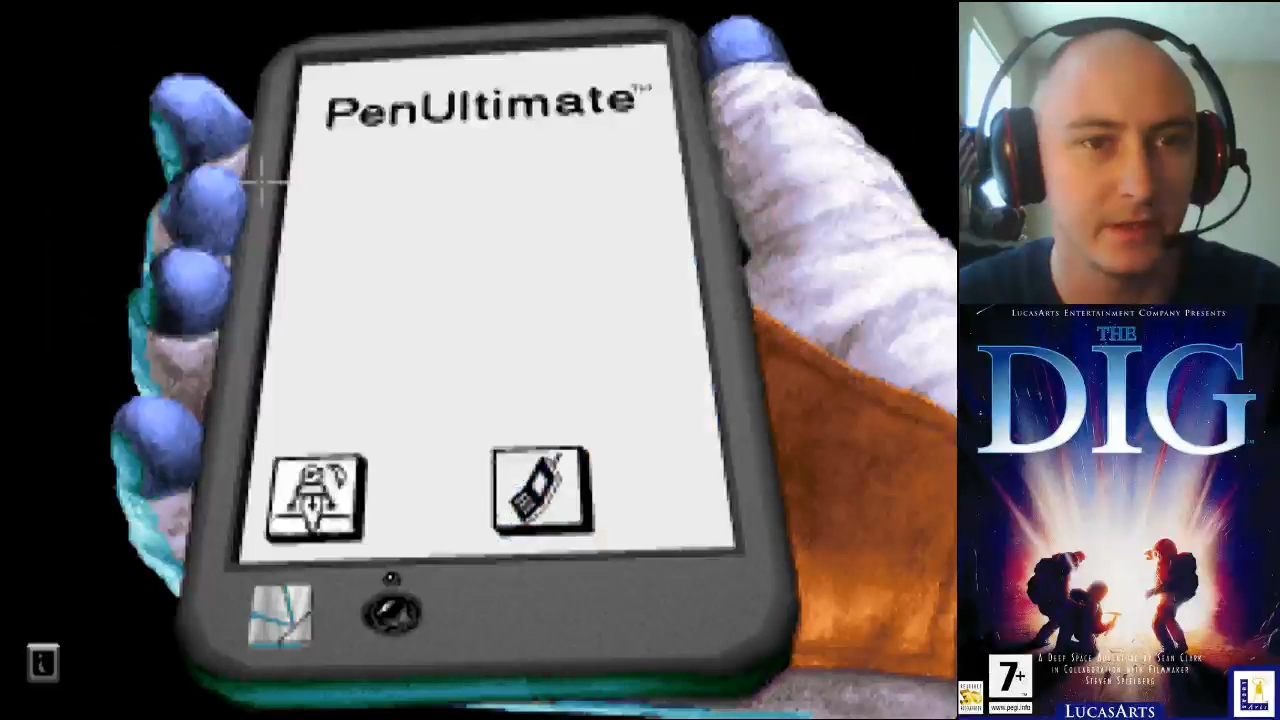 PenUltimate™
LucasArts Entertainment Company Presents
THE
DIG™
A Deep Space Adventure by Sean Clark
in Collaboration with Filmmaker
Steven Spielberg
7+
www.pegi.info
LucasArts